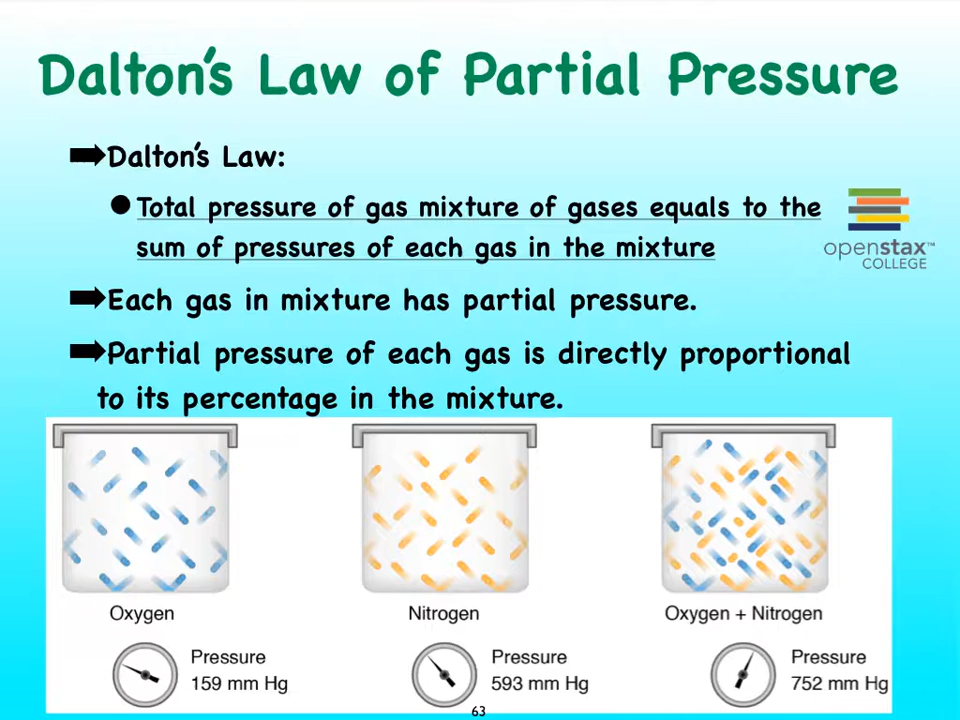 Dalton's Law of Partial Pressure
Dalton's Law:
Total pressure of gas mixture of gases equals to the
sum of pressures of each gas in the mixture
openstax™
COLLEGE
Each gas in mixture has partial pressure.
Partial pressure of each gas is directly proportional
to its percentage in the mixture.
Oxygen
Nitrogen
Oxygen + Nitrogen
Pressure
159 mm Hg
Pressure
593 mm Hg
Pressure
752 mm Hg
63